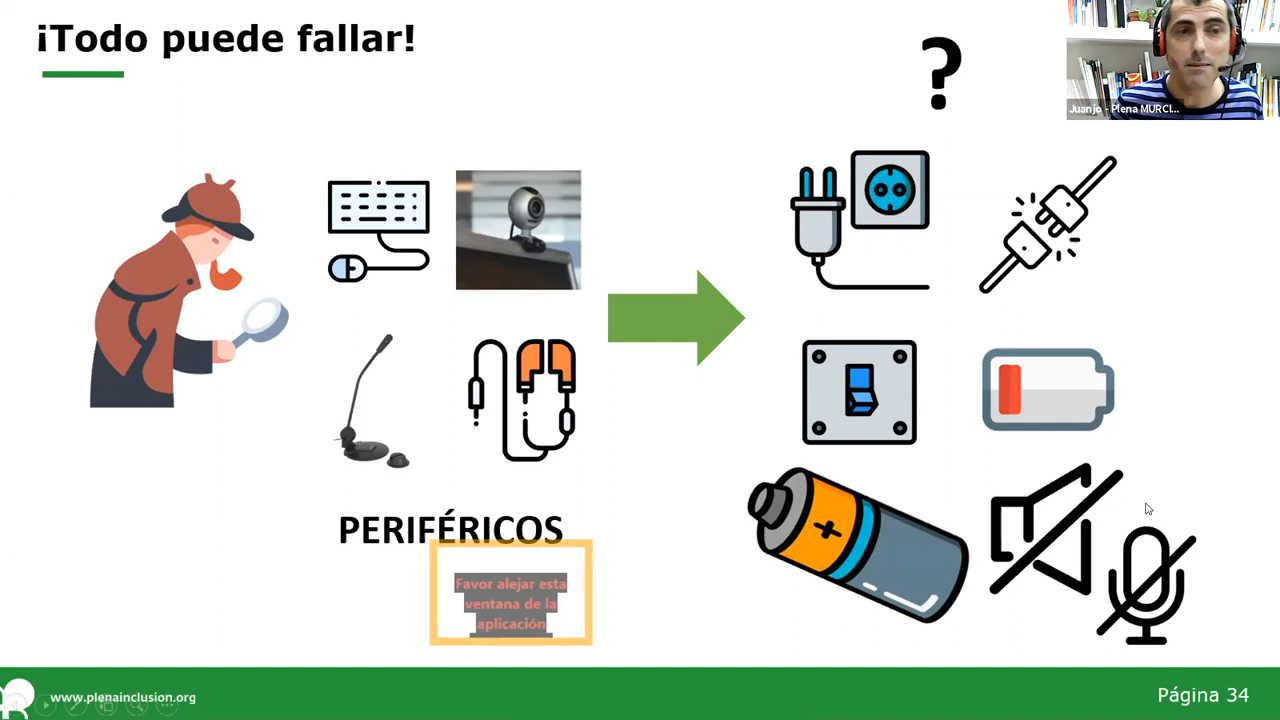 ¡Todo puede fallar!
?
Juanjo - Plena MURCI...
PERIFÉRICOS
Favor alejar esta
ventana de la
aplicación
www.plenainclusion.org
Página 34